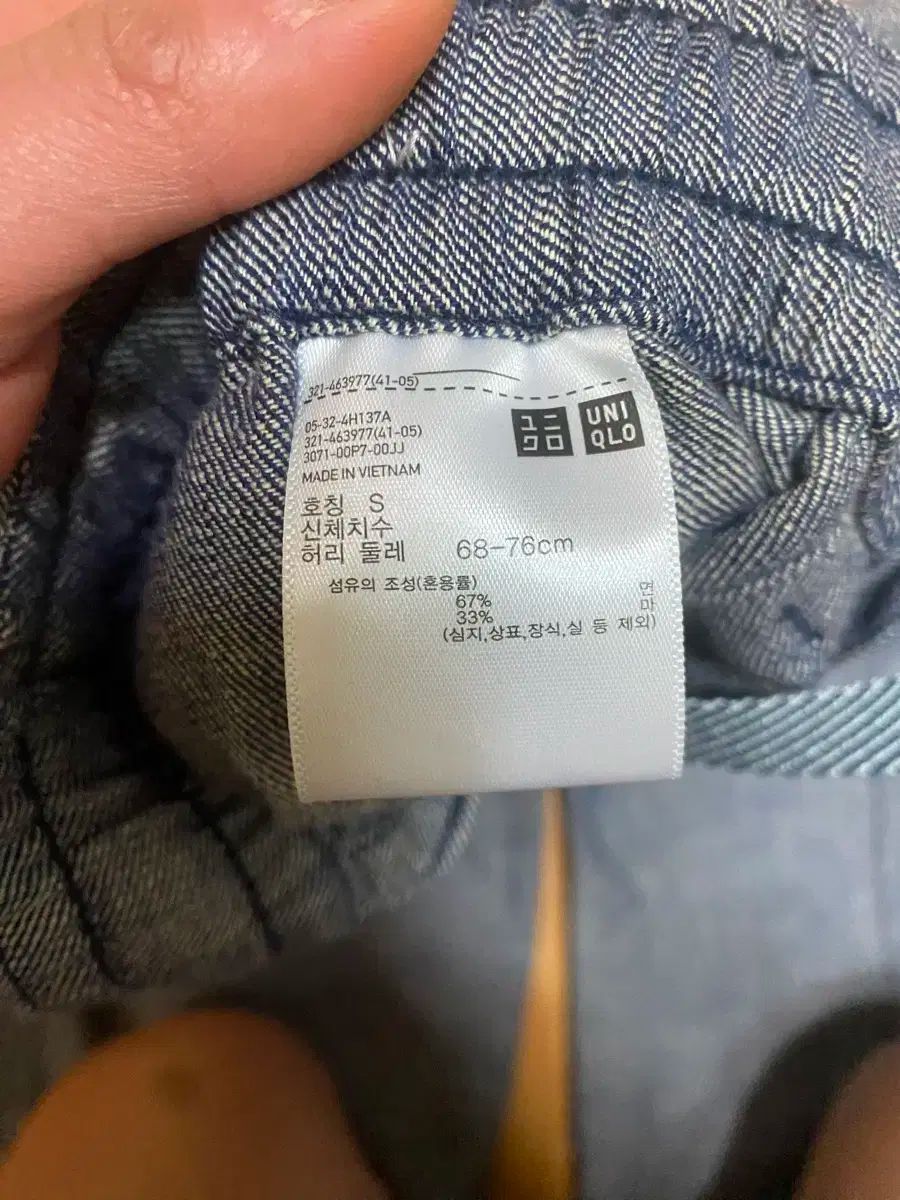 321-463977(41-05)
05-32-4H137A
321-463977(41-05)
3071-00P7-00JJ
MADE IN VIETNAM
ユニ
クロ
UNI
QLO
호칭 S
신체치수
허리 둘레 68-76cm
섬유의 조성(혼용률)
67% 면
33% 마
(심지,상표,장식,실 등 제외)